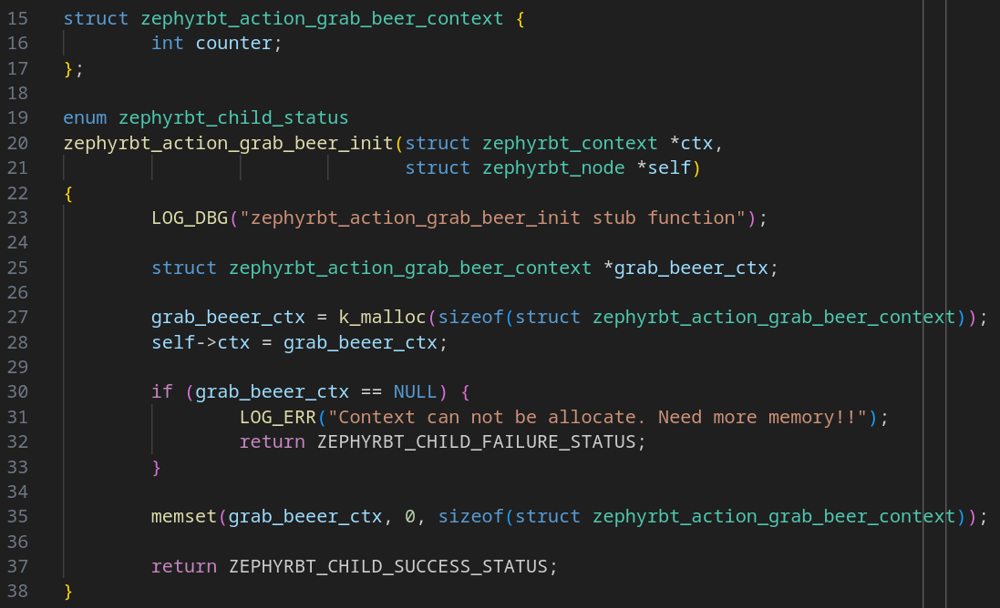 15 struct zephyrbt_action_grab_beer_context {
16 int counter;
17 };
18
19 enum zephyrbt_child_status
20 zephyrbt_action_grab_beer_init(struct zephyrbt_context *ctx,
21 struct zephyrbt_node *self)
22 {
23 LOG_DBG("zephyrbt_action_grab_beer_init stub function");
24
25 struct zephyrbt_action_grab_beer_context *grab_beeer_ctx;
26
27 grab_beeer_ctx = k_malloc(sizeof(struct zephyrbt_action_grab_beer_context));
28 self->ctx = grab_beeer_ctx;
29
30 if (grab_beeer_ctx == NULL) {
31 LOG_ERR("Context can not be allocate. Need more memory!!");
32 return ZEPHYRBT_CHILD_FAILURE_STATUS;
33 }
34
35 memset(grab_beeer_ctx, 0, sizeof(struct zephyrbt_action_grab_beer_context));
36
37 return ZEPHYRBT_CHILD_SUCCESS_STATUS;
38 }